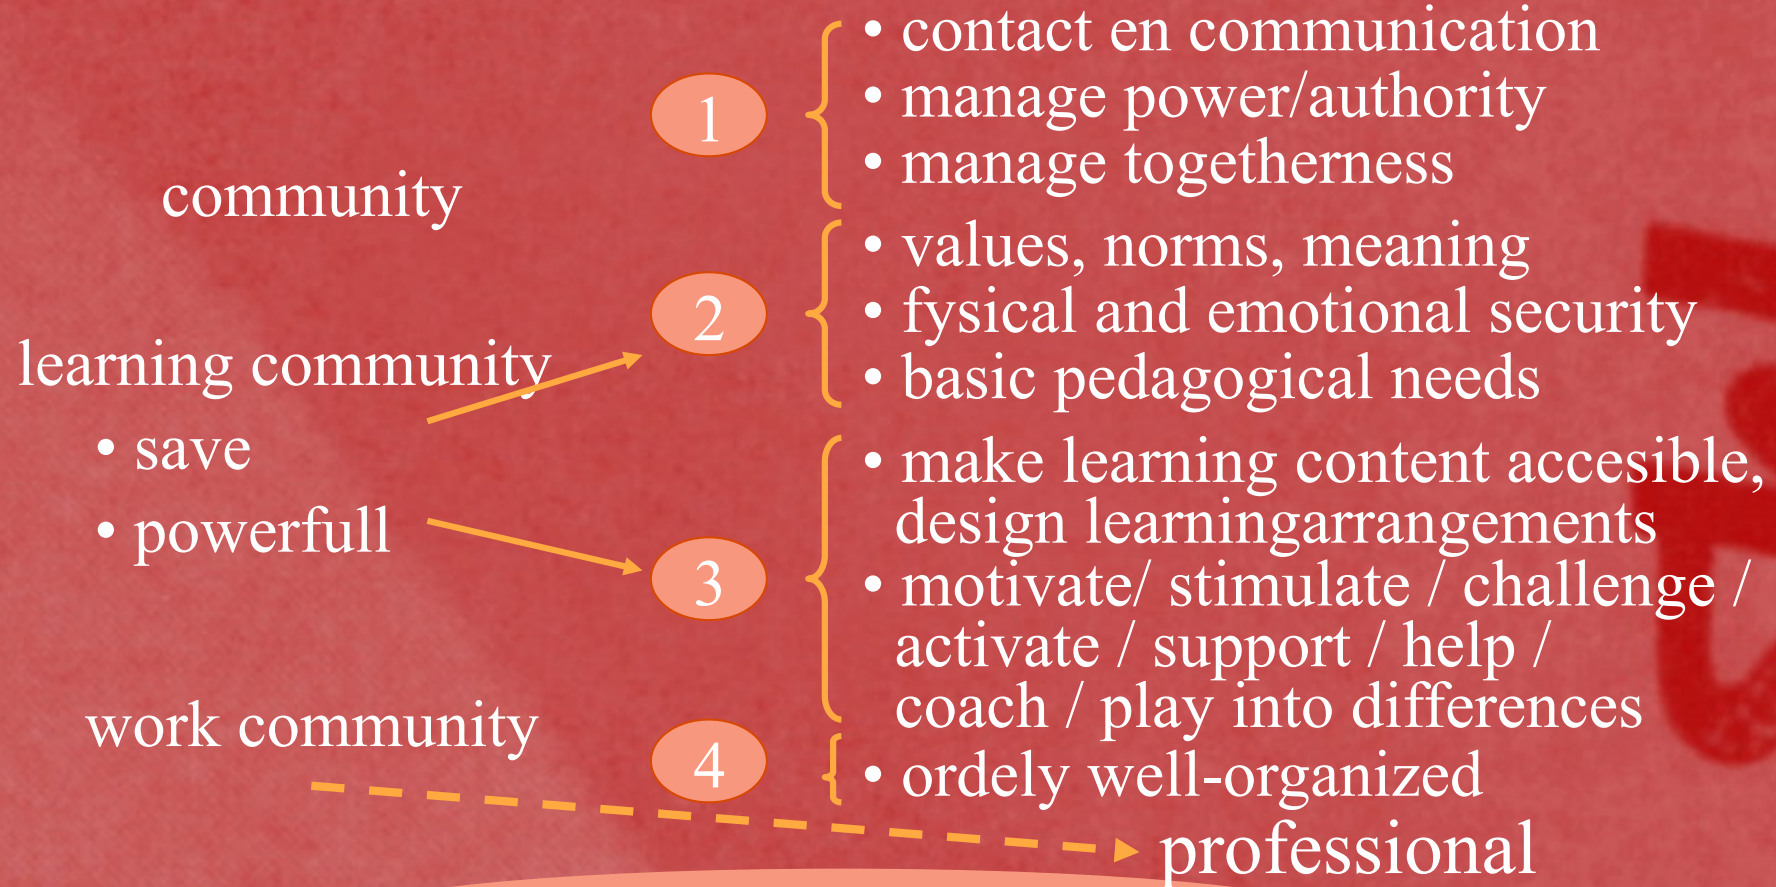 community
learning community
• save
• powerfull
work community
1
• contact en communication
• manage power/authority
• manage togetherness
2
• values, norms, meaning
• fysical and emotional security
• basic pedagogical needs
3
• make learning content accesible,
design learningarrangements
• motivate/ stimulate / challenge /
activate / support / help /
coach / play into differences
4
• ordely well-organized
professional